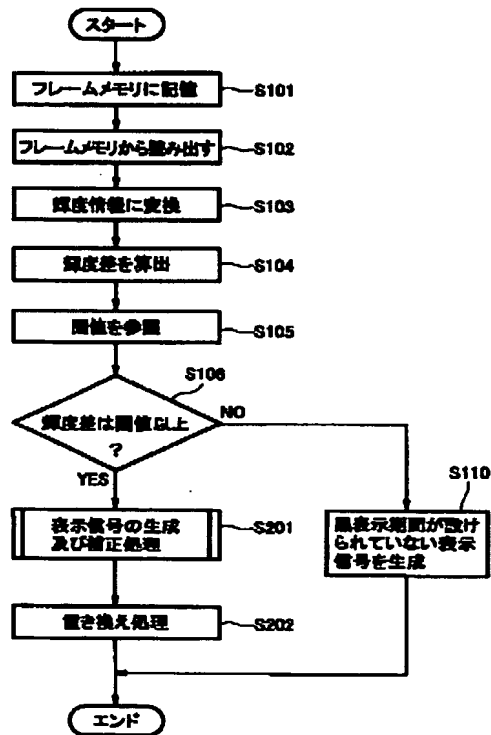 スタート
フレームメモリに記憶
S101
フレームメモリから読み出す
S102
輝度情報に変換
S103
輝度差を算出
S104
閾値を参照
S105
S106
輝度差は閾値以上
?
NO
YES
S110
表示信号の生成
及び補正処理
S201
黒表示期間が設け
られていない表示
信号を生成
置き換え処理
S202
エンド